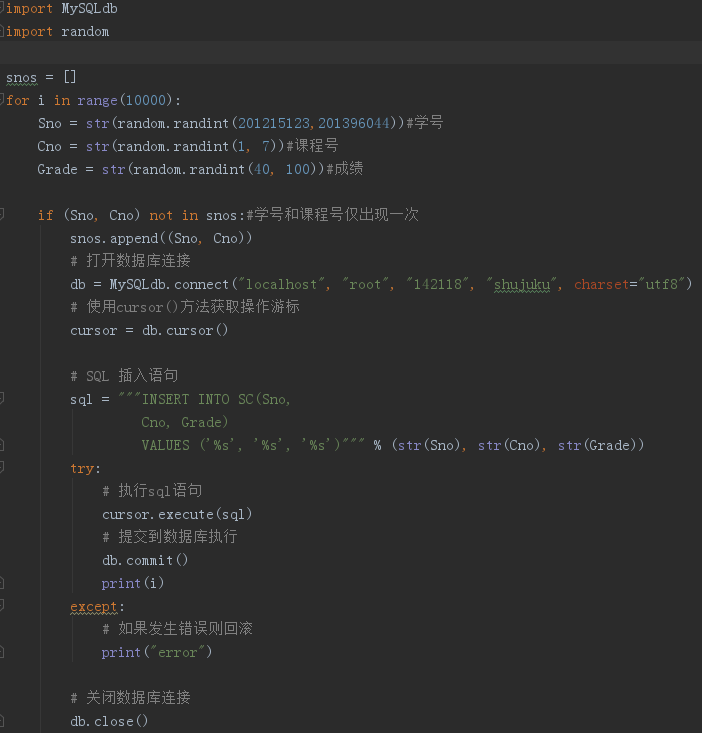 import MySQLdb
import random
snos = []
for i in range(10000):
    Sno = str(random.randint(201215123,201396044))#学号
    Cno = str(random.randint(1, 7))#课程号
    Grade = str(random.randint(40, 100))#成绩
    if (Sno, Cno) not in snos:#学号和课程号仅出现一次
        snos.append((Sno, Cno))
        # 打开数据库连接
        db = MySQLdb.connect("localhost", "root", "142118", "shujuku", charset="utf8")
        # 使用cursor()方法获取操作游标
        cursor = db.cursor()
        # SQL 插入语句
        sql = """INSERT INTO SC(Sno,
                 Cno, Grade)
                 VALUES ('%s', '%s', '%s')""" % (str(Sno), str(Cno), str(Grade))
        try:
            # 执行sql语句
            cursor.execute(sql)
            # 提交到数据库执行
            db.commit()
            print(i)
        except:
            # 如果发生错误则回滚
            print("error")
        # 关闭数据库连接
        db.close()